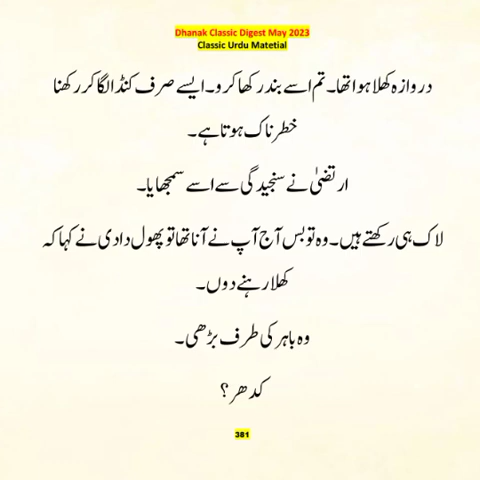 Dhanak Classic Digest May 2023
Classic Urdu Matetial
دروازہ کھلا ہوا تھا۔ تم اسے بند رکھا کرو۔ ایسے صرف کنڈا لگا کر رکھنا
خطرناک ہوتا ہے۔
ارتضیٰ نے سنجیدگی سے اسے سمجھایا۔
لاک ہی رکھتے ہیں۔ وہ تو بس آج آپ نے آنا تھا تو پھول دادی نے کہا کہ
کھلا رہنے دوں۔
وہ باہر کی طرف بڑھی۔
کدھر؟
381